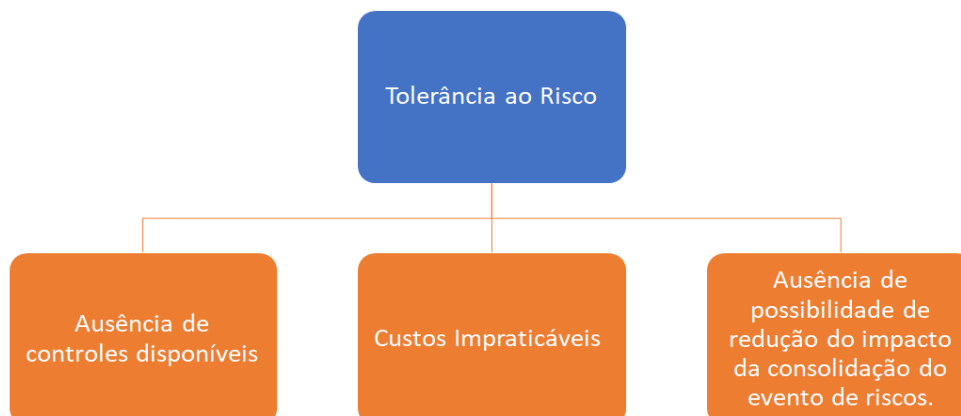 Tolerância ao Risco
Ausência de
controles disponíveis
Custos Impraticáveis
Ausência de
possibilidade de
redução do impacto
da consolidação do
evento de riscos.